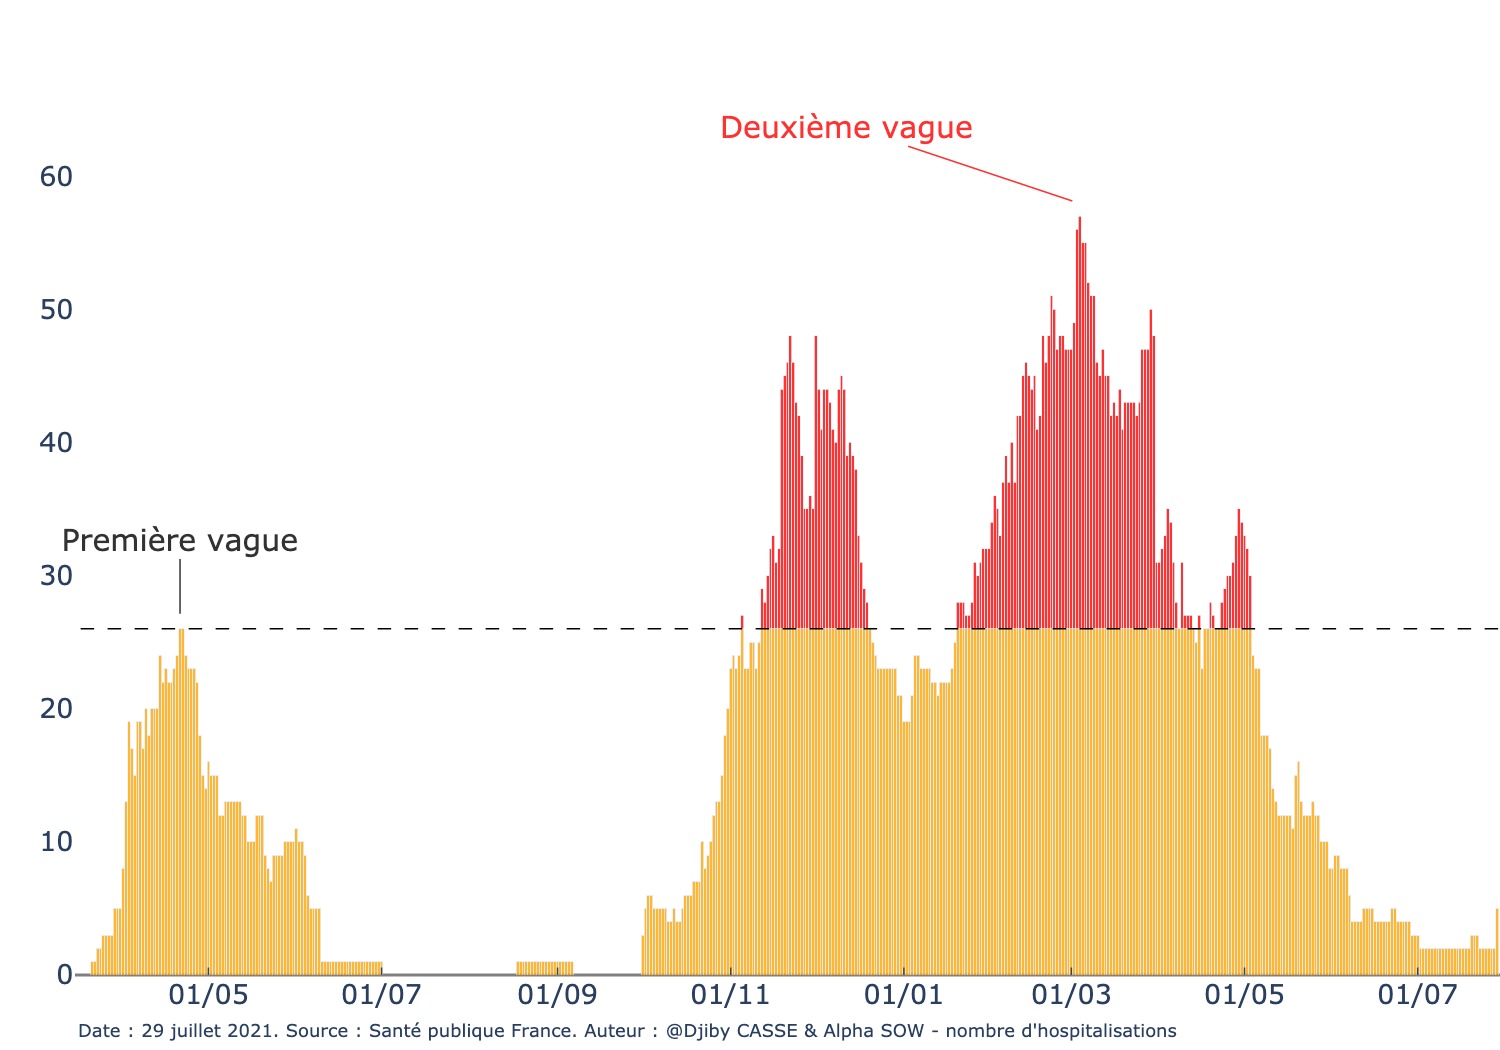 Deuxième vague
60
50
40
Première vague
30
20
10
0
01/05 01/07 01/09 01/11 01/01 01/03 01/05 01/07
Date : 29 juillet 2021. Source : Santé publique France. Auteur : @Djiby CASSE & Alpha SOW - nombre d'hospitalisations